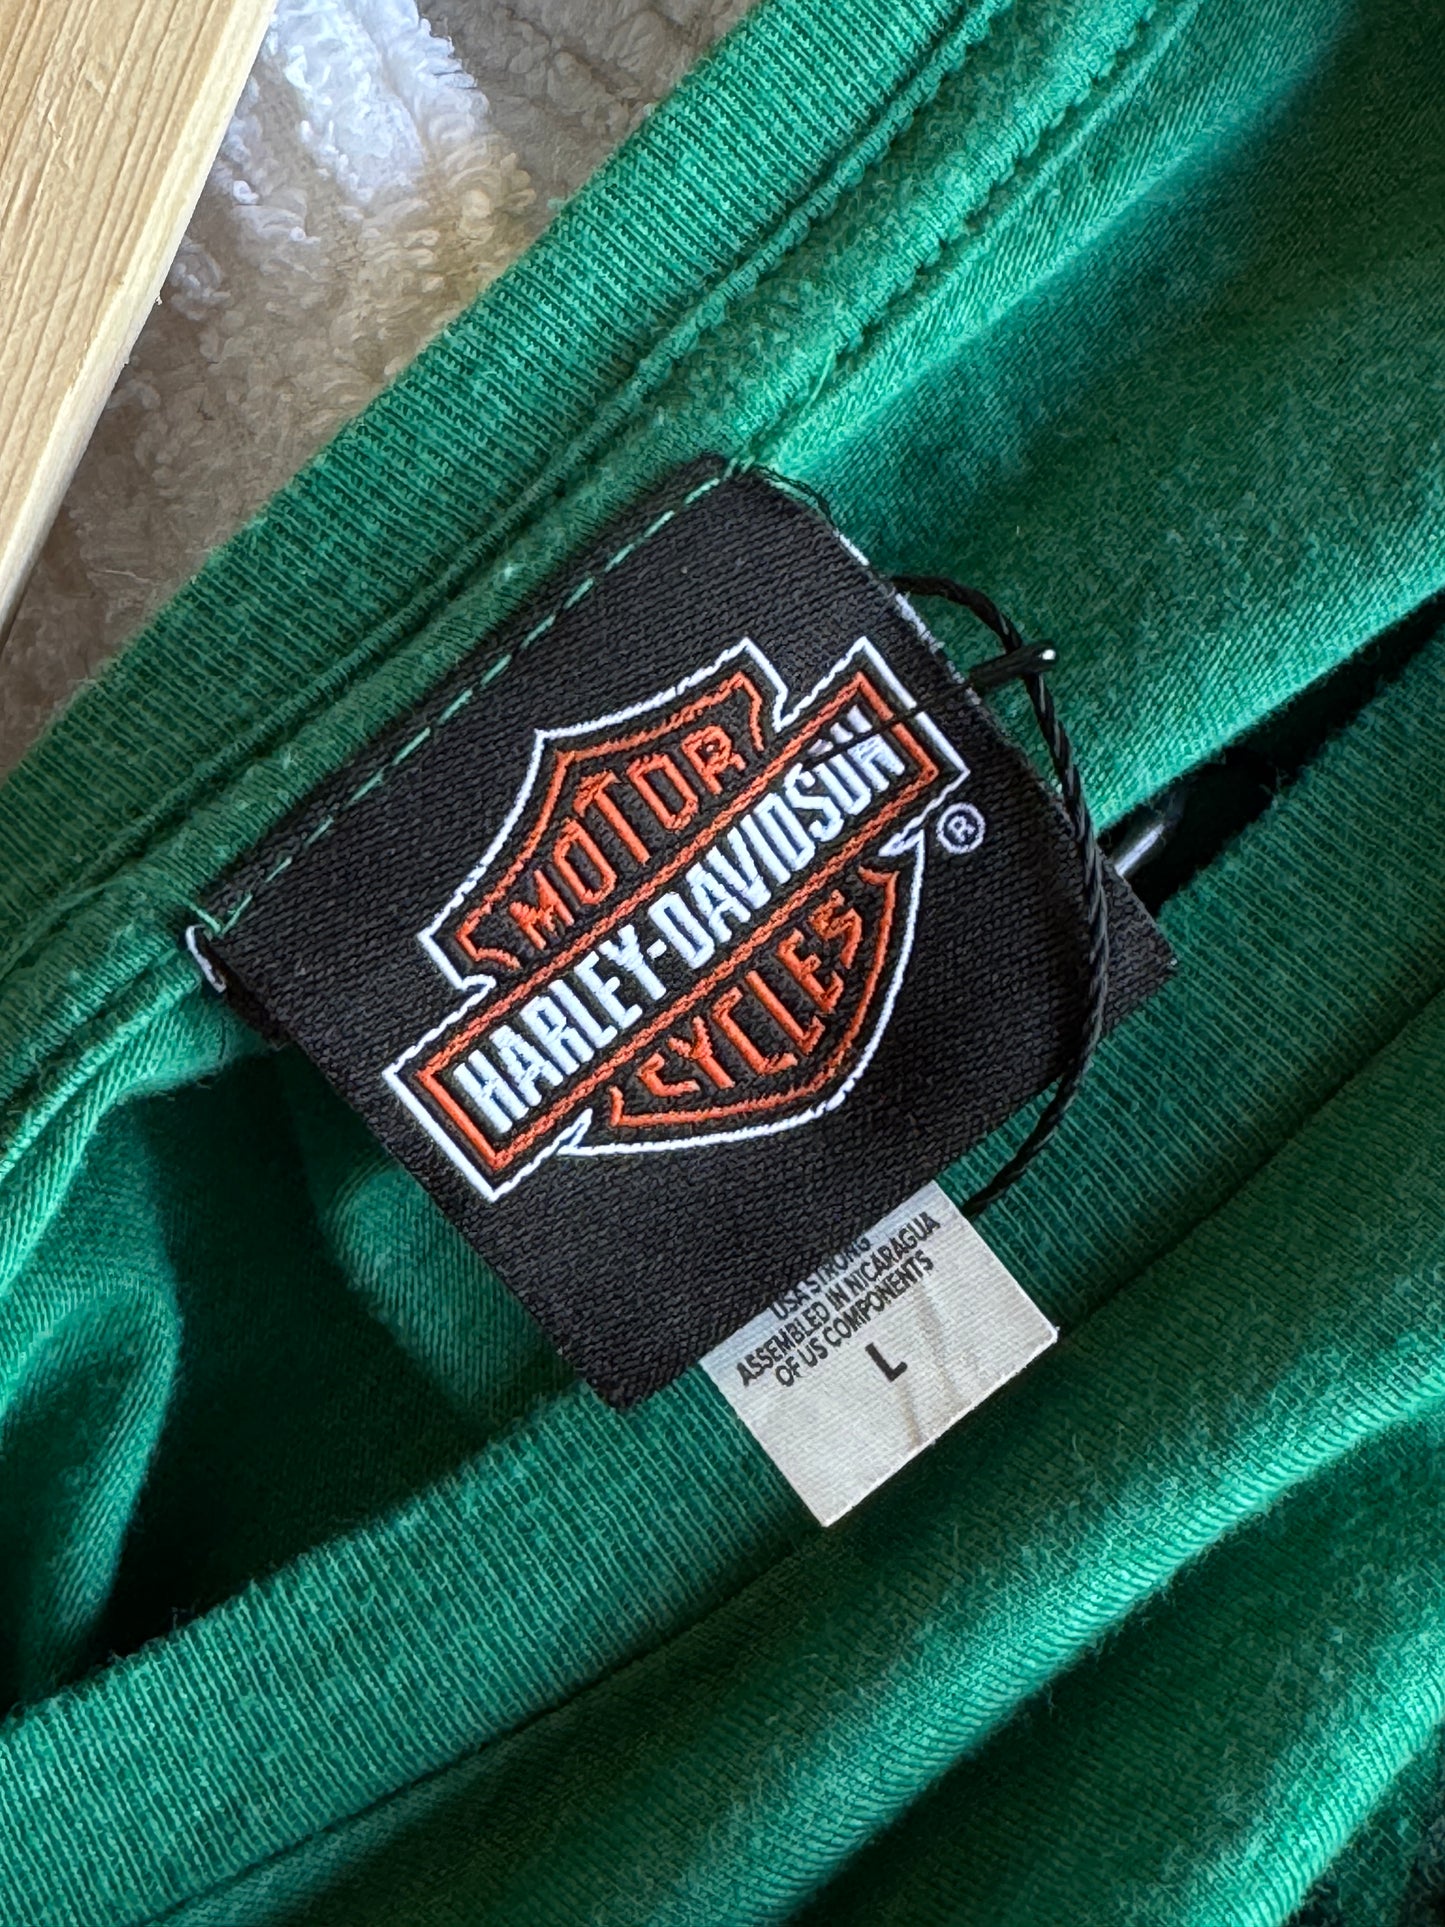 MOTOR
HARLEY-DAVIDSON
CYCLES
®
USA STRONG
ASSEMBLED IN NICARAGUA
OF US COMPONENTS
L